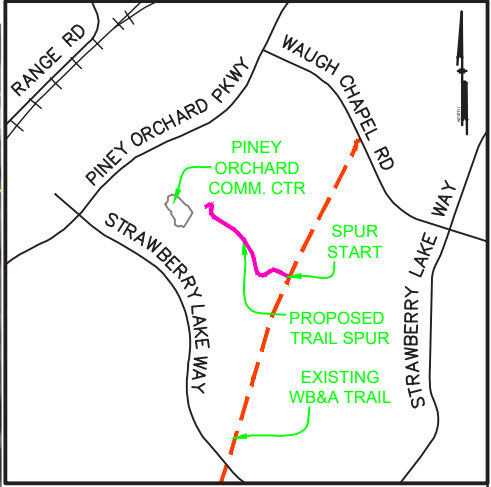 RANGE RD
PINEY ORCHARD PKWY
WAUGH CHAPEL RD
PINEY
ORCHARD
COMM. CTR
STRAWBERRY LAKE WAY
SPUR
START
STRAWBERRY LAKE WAY
PROPOSED
TRAIL SPUR
EXISTING
WB&A TRAIL
NORTH